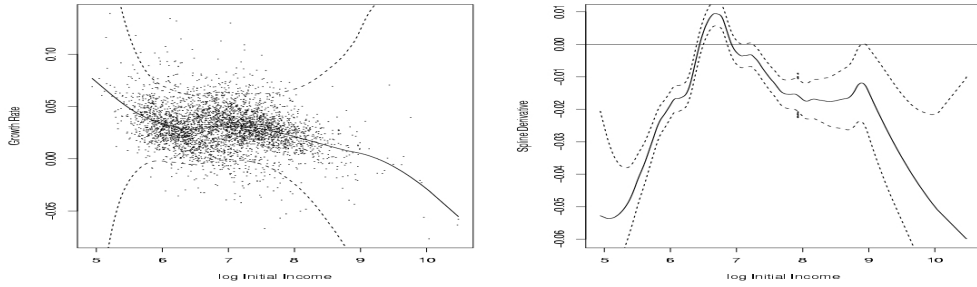 Growth Rate
0.10
0.05
0.00
-0.05
5 6 7 8 9 10
log Initial Income
Spline Derivative
0.01
0.00
-0.01
-0.02
-0.03
-0.04
-0.05
-0.06
5 6 7 8 9 10
log Initial Income